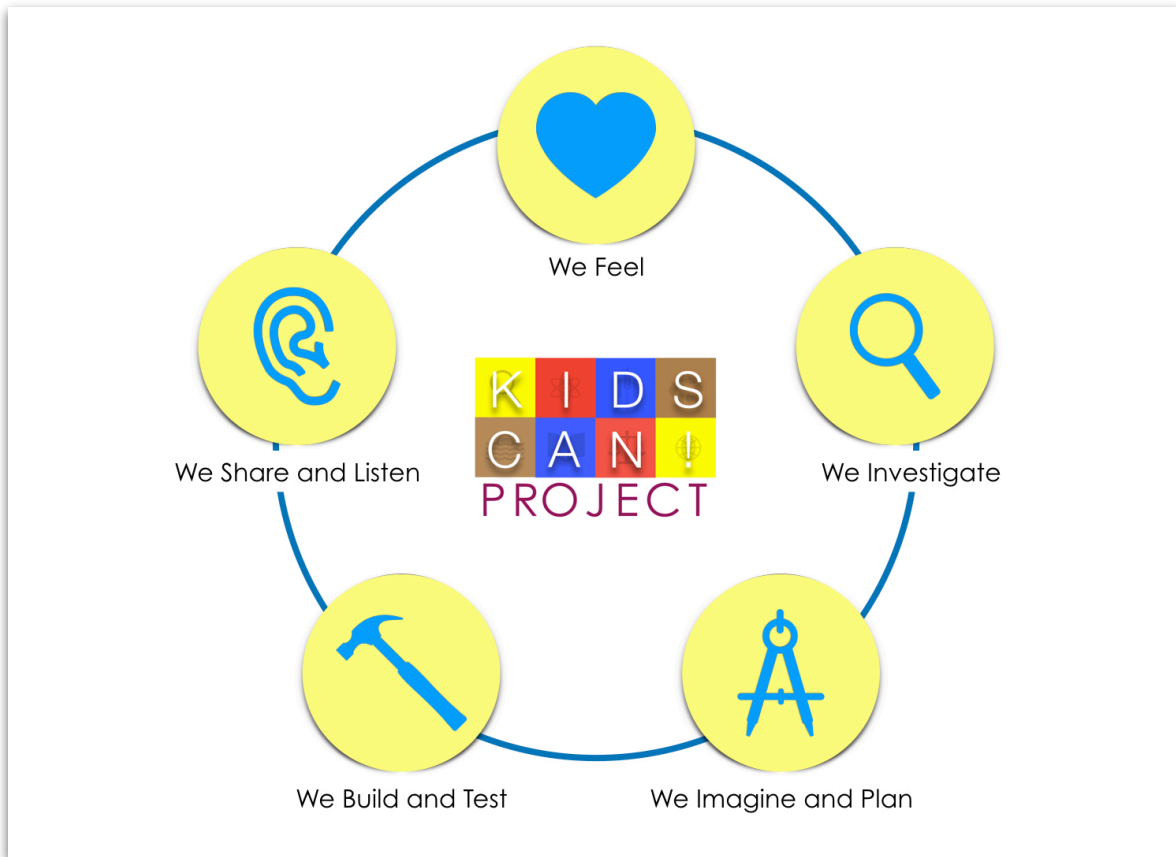 We Feel
We Share and Listen
We Investigate
KIDS
CAN!
PROJECT
We Build and Test
We Imagine and Plan